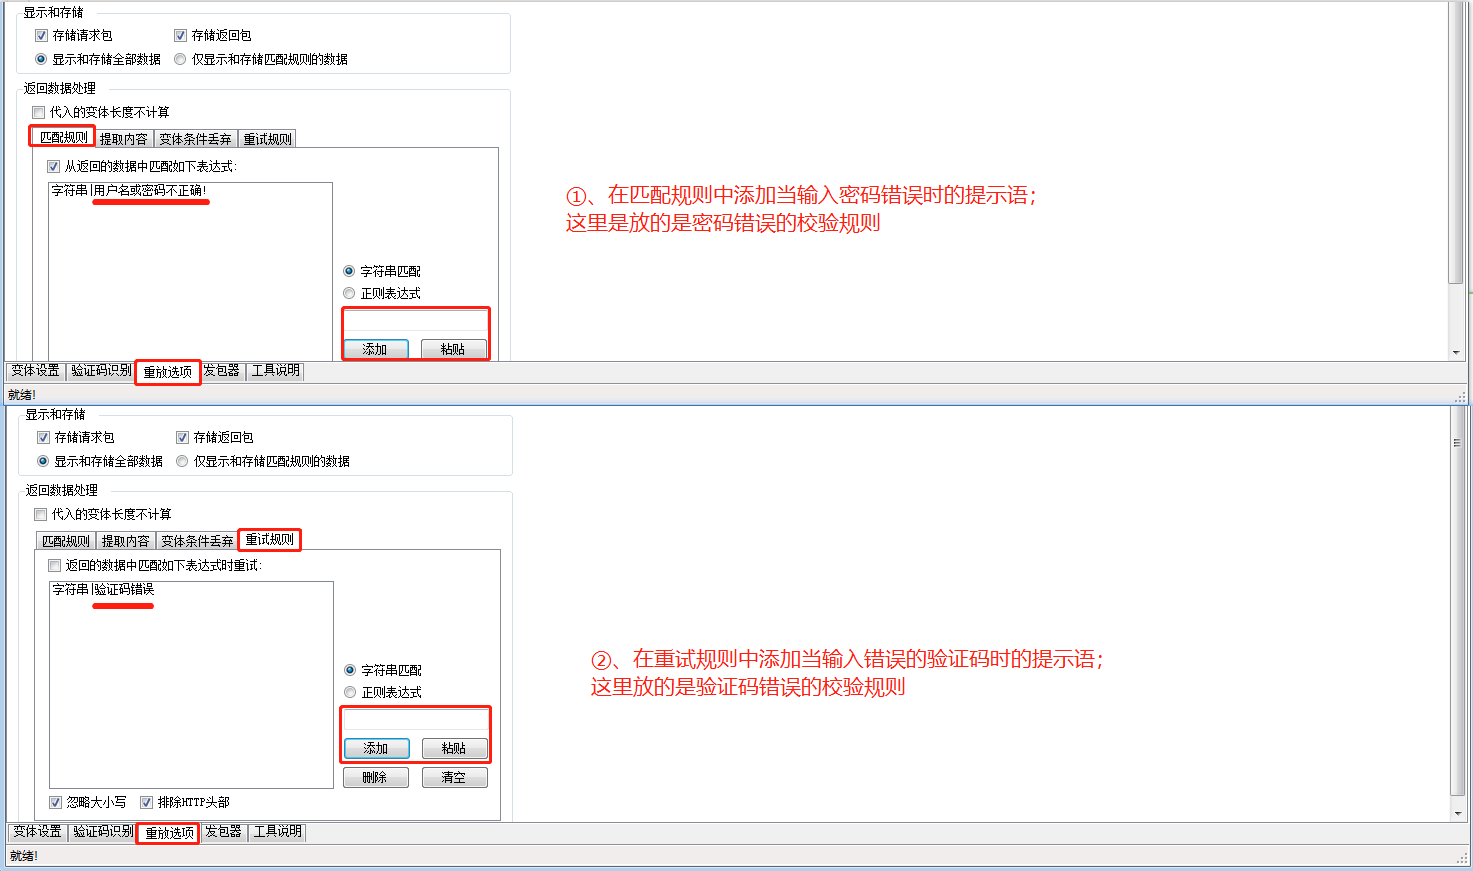 显示和存储
存储请求包 存储返回包
显示和存储全部数据 仅显示和存储匹配规则的数据
返回数据处理
代入的变体长度不计算
匹配规则 提取内容 变体条件丢弃 重试规则
从返回的数据中匹配如下表达式:
字符串|用户名或密码不正确!
①、在匹配规则中添加当输入密码错误时的提示语；
这里是放的是密码错误的校验规则
字符串匹配
正则表达式
添加 粘贴
变体设置 验证码识别 重放选项 发包器 工具说明
就绪!
显示和存储
存储请求包 存储返回包
显示和存储全部数据 仅显示和存储匹配规则的数据
返回数据处理
代入的变体长度不计算
匹配规则 提取内容 变体条件丢弃 重试规则
返回的数据中匹配如下表达式时重试:
字符串|验证码错误
②、在重试规则中添加当输入错误的验证码时的提示语；
这里放的是验证码错误的校验规则
字符串匹配
正则表达式
添加 粘贴
删除 清空
忽略大小写 排除HTTP头部
变体设置 验证码识别 重放选项 发包器 工具说明
就绪!